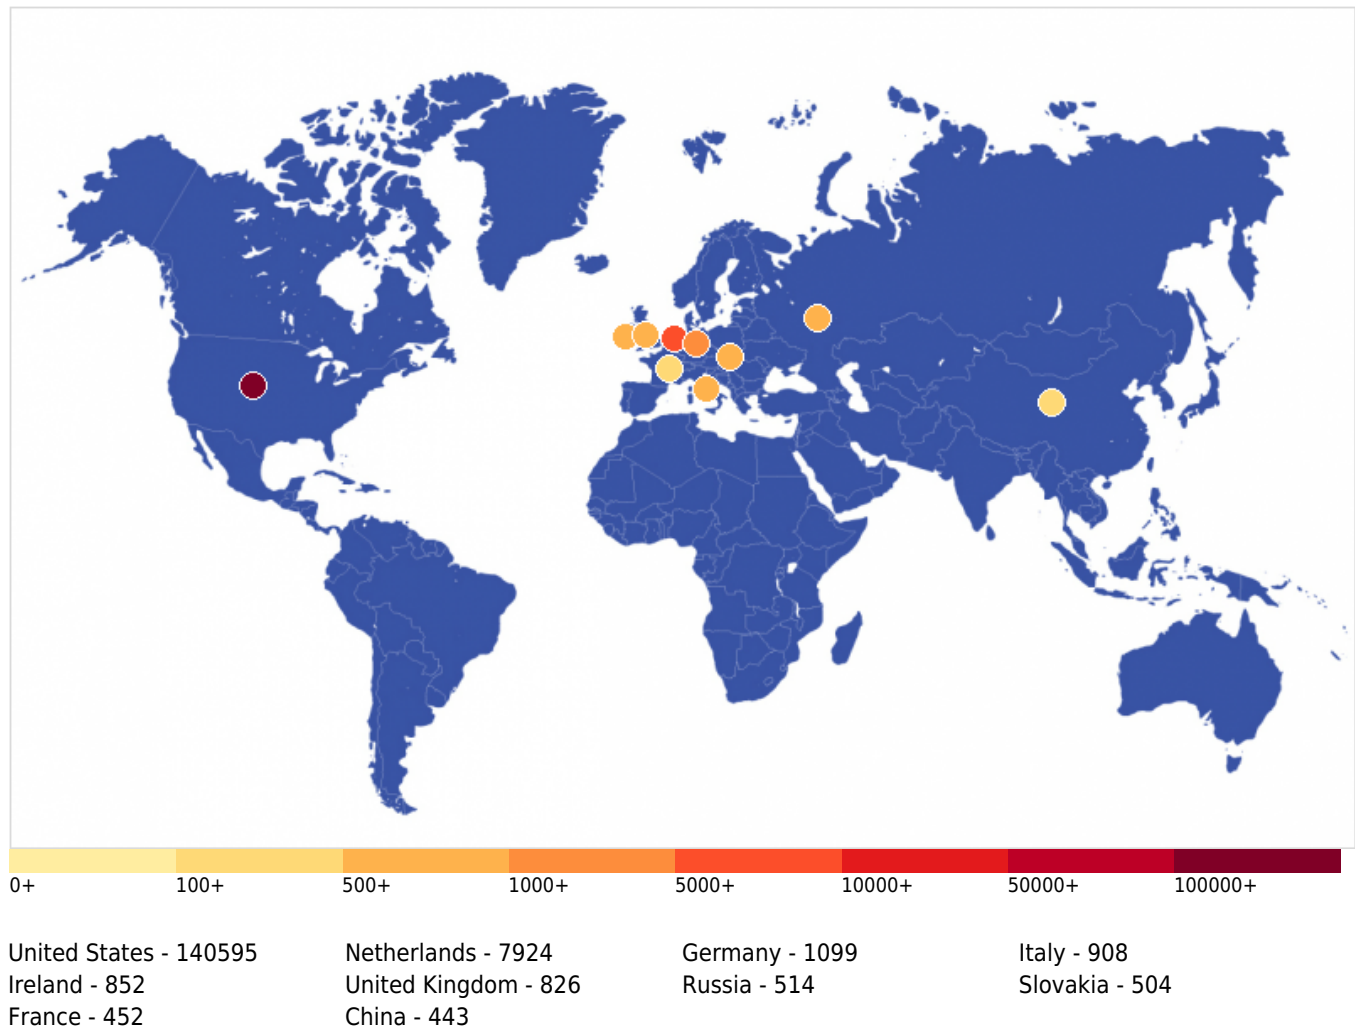 0+ 100+ 500+ 1000+ 5000+ 10000+ 50000+ 100000+
United States - 140595 Netherlands - 7924 Germany - 1099 Italy - 908
Ireland - 852 United Kingdom - 826 Russia - 514 Slovakia - 504
France - 452 China - 443